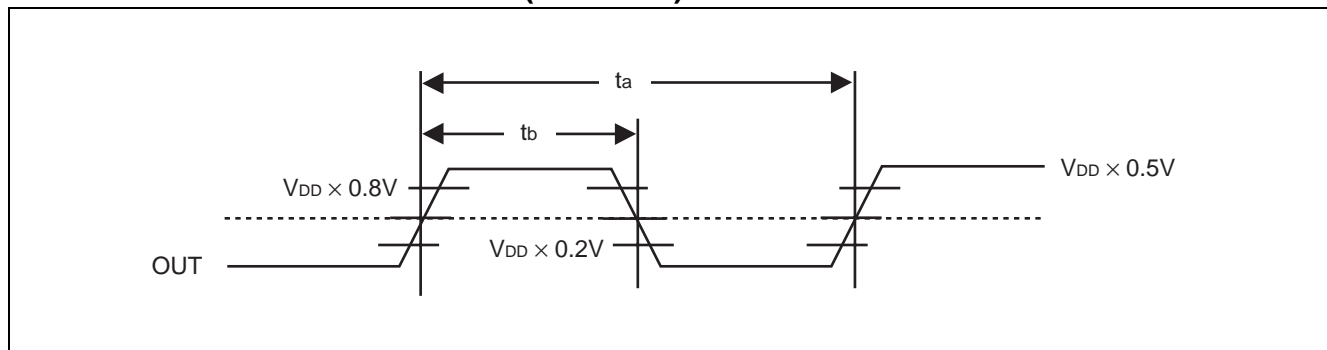 ta
tb
VDD × 0.8V
VDD × 0.5V
VDD × 0.2V
OUT